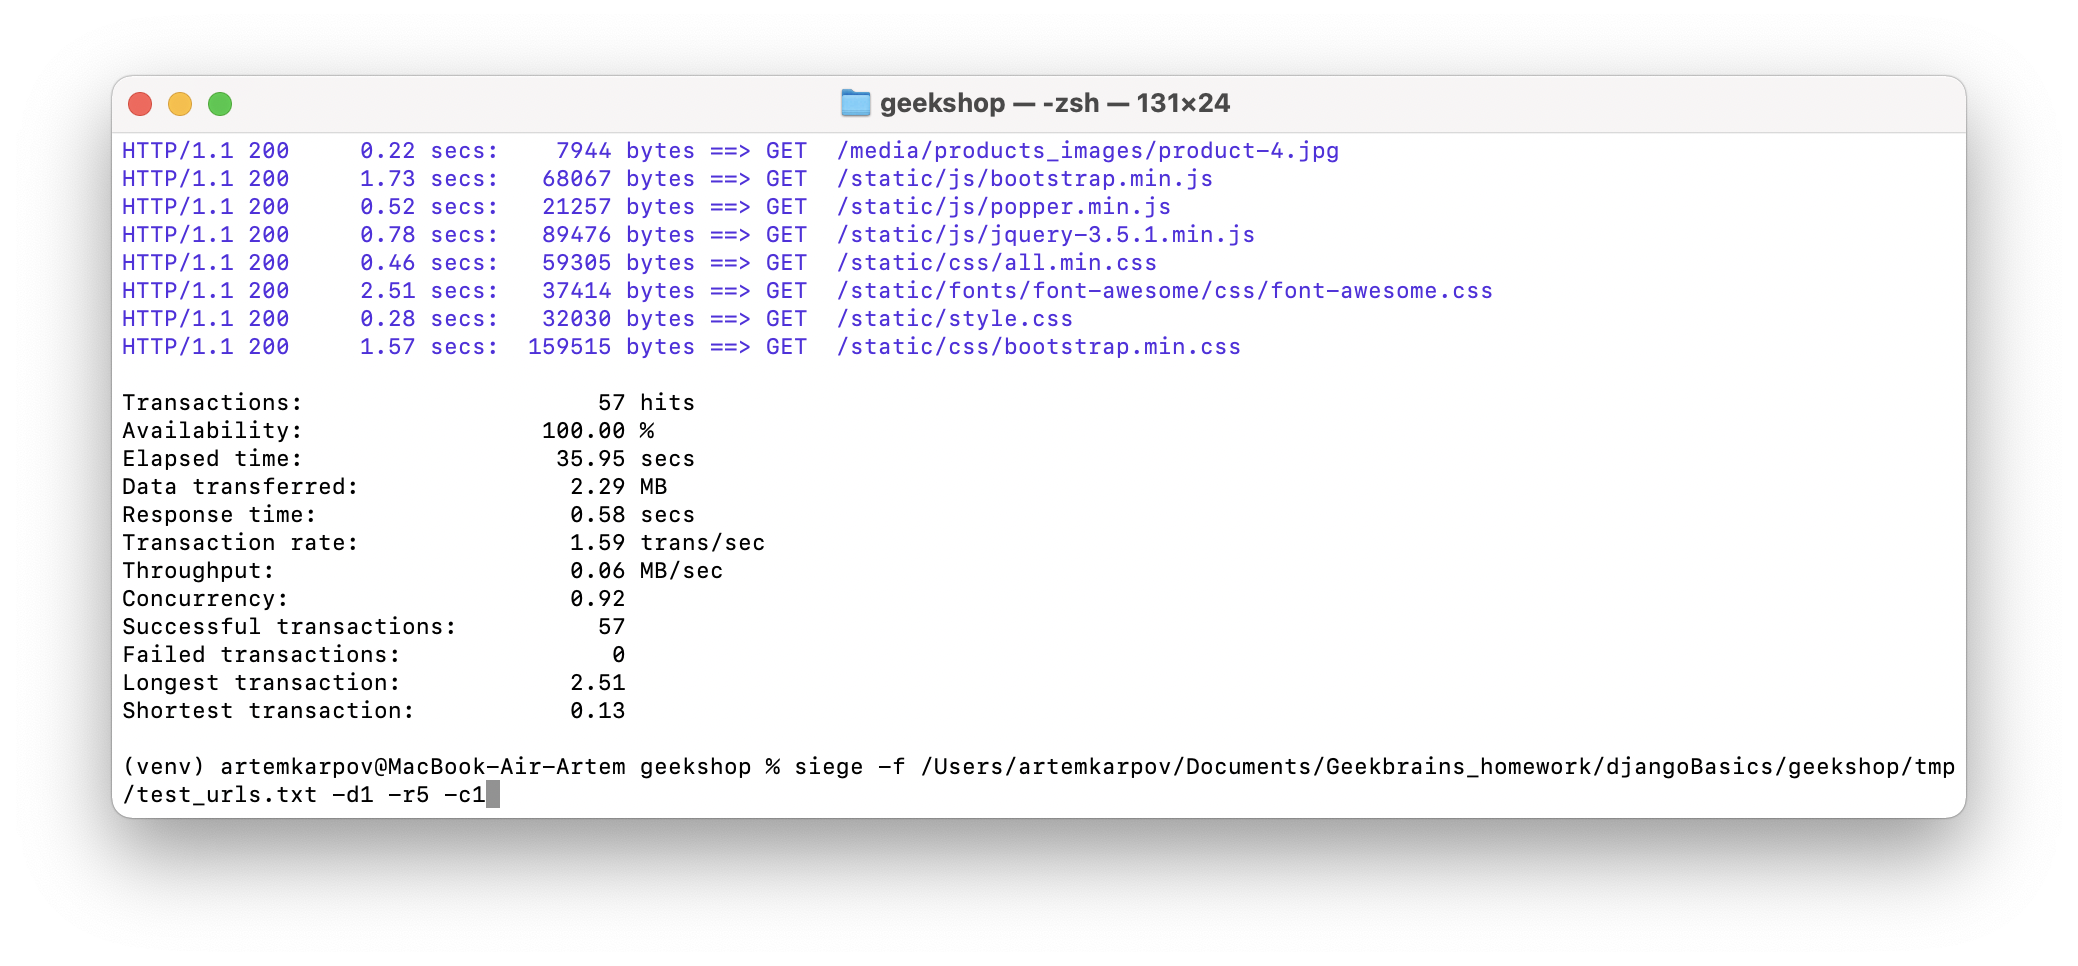 geekshop — -zsh — 131×24
HTTP/1.1 200     0.22 secs:    7944 bytes ==> GET  /media/products_images/product-4.jpg
HTTP/1.1 200     1.73 secs:   68067 bytes ==> GET  /static/js/bootstrap.min.js
HTTP/1.1 200     0.52 secs:   21257 bytes ==> GET  /static/js/popper.min.js
HTTP/1.1 200     0.78 secs:   89476 bytes ==> GET  /static/js/jquery-3.5.1.min.js
HTTP/1.1 200     0.46 secs:   59305 bytes ==> GET  /static/css/all.min.css
HTTP/1.1 200     2.51 secs:   37414 bytes ==> GET  /static/fonts/font-awesome/css/font-awesome.css
HTTP/1.1 200     0.28 secs:   32030 bytes ==> GET  /static/style.css
HTTP/1.1 200     1.57 secs:  159515 bytes ==> GET  /static/css/bootstrap.min.css
Transactions:                     57 hits
Availability:                 100.00 %
Elapsed time:                  35.95 secs
Data transferred:               2.29 MB
Response time:                  0.58 secs
Transaction rate:               1.59 trans/sec
Throughput:                     0.06 MB/sec
Concurrency:                    0.92
Successful transactions:          57
Failed transactions:               0
Longest transaction:            2.51
Shortest transaction:           0.13
(venv) artemkarpov@MacBook-Air-Artem geekshop % siege -f /Users/artemkarpov/Documents/Geekbrains_homework/djangoBasics/geekshop/tmp
/test_urls.txt -d1 -r5 -c1